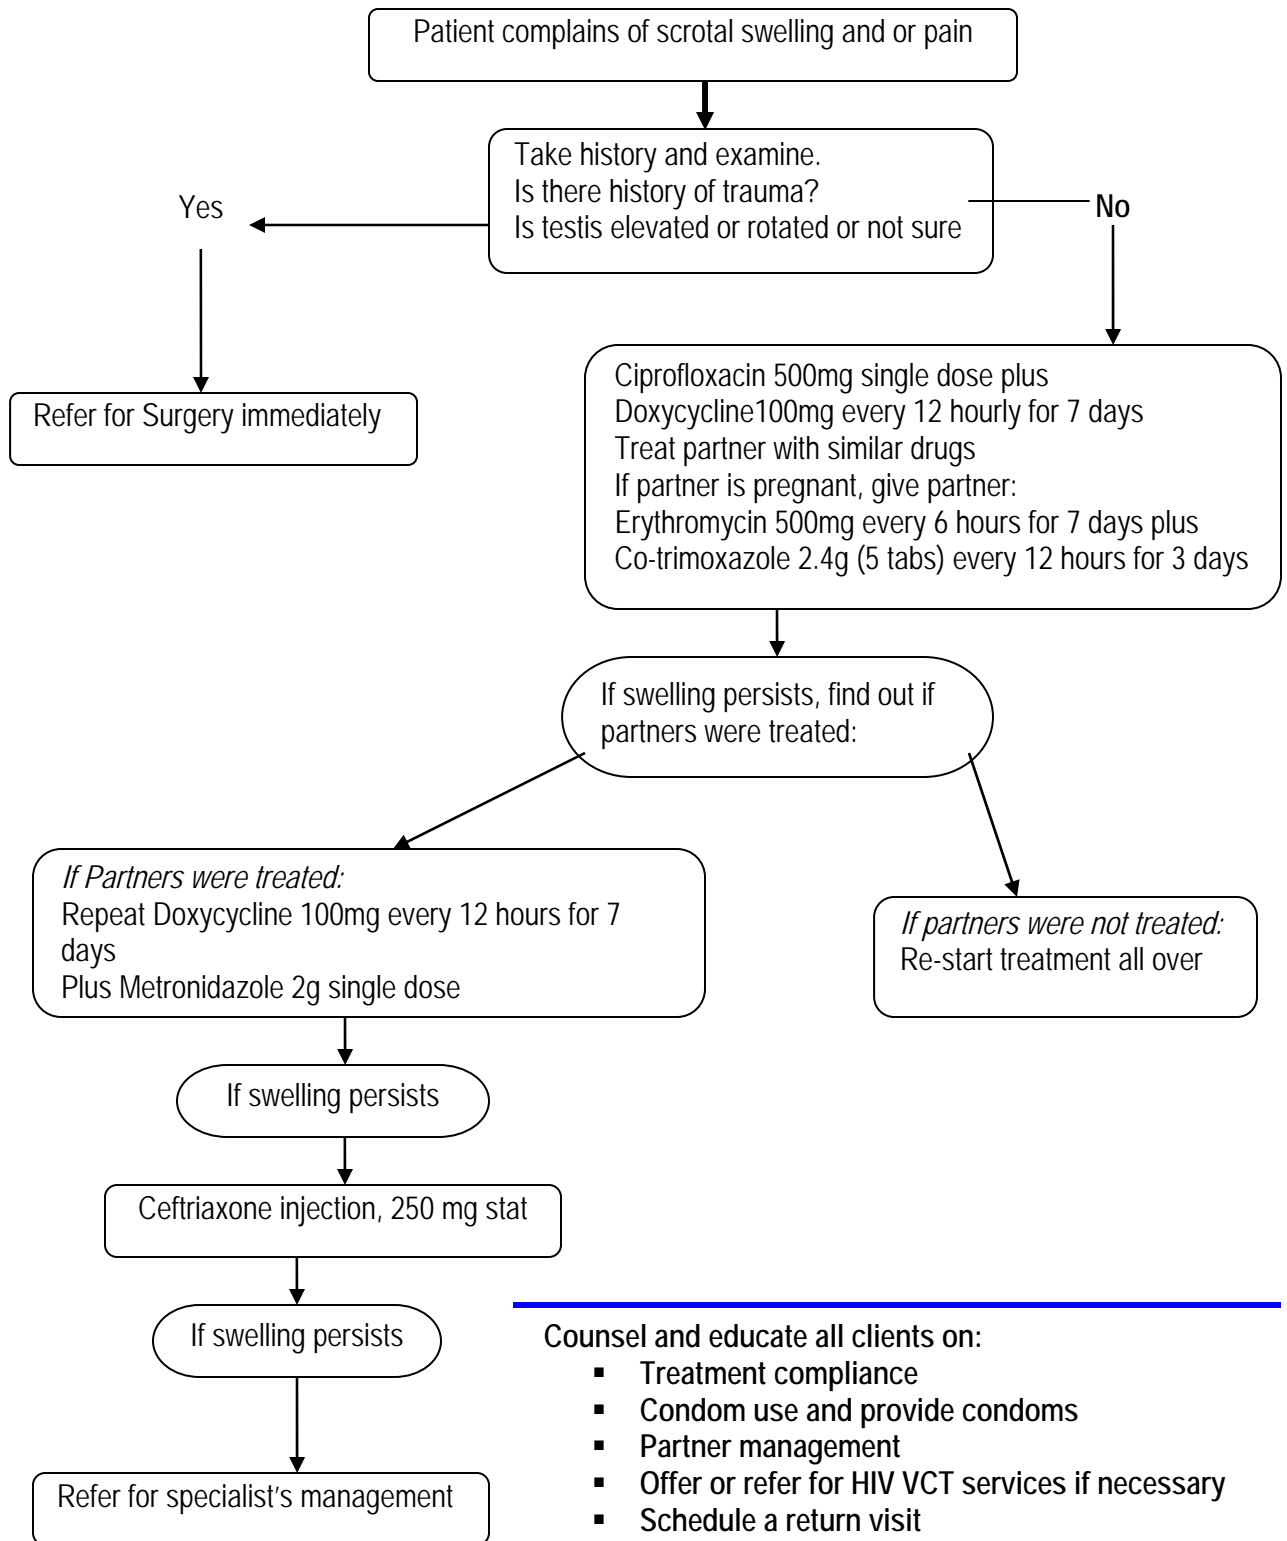 Patient complains of scrotal swelling and or pain
Take history and examine.
Is there history of trauma?
Is testis elevated or rotated or not sure
Yes
No
Refer for Surgery immediately
Ciprofloxacin 500mg single dose plus
Doxycycline100mg every 12 hourly for 7 days
Treat partner with similar drugs
If partner is pregnant, give partner:
Erythromycin 500mg every 6 hours for 7 days plus
Co-trimoxazole 2.4g (5 tabs) every 12 hours for 3 days
If swelling persists, find out if
partners were treated:
If Partners were treated:
Repeat Doxycycline 100mg every 12 hours for 7
days
Plus Metronidazole 2g single dose
If partners were not treated:
Re-start treatment all over
If swelling persists
Ceftriaxone injection, 250 mg stat
If swelling persists
Refer for specialist's management
Counsel and educate all clients on:
▪ Treatment compliance
▪ Condom use and provide condoms
▪ Partner management
▪ Offer or refer for HIV VCT services if necessary
▪ Schedule a return visit